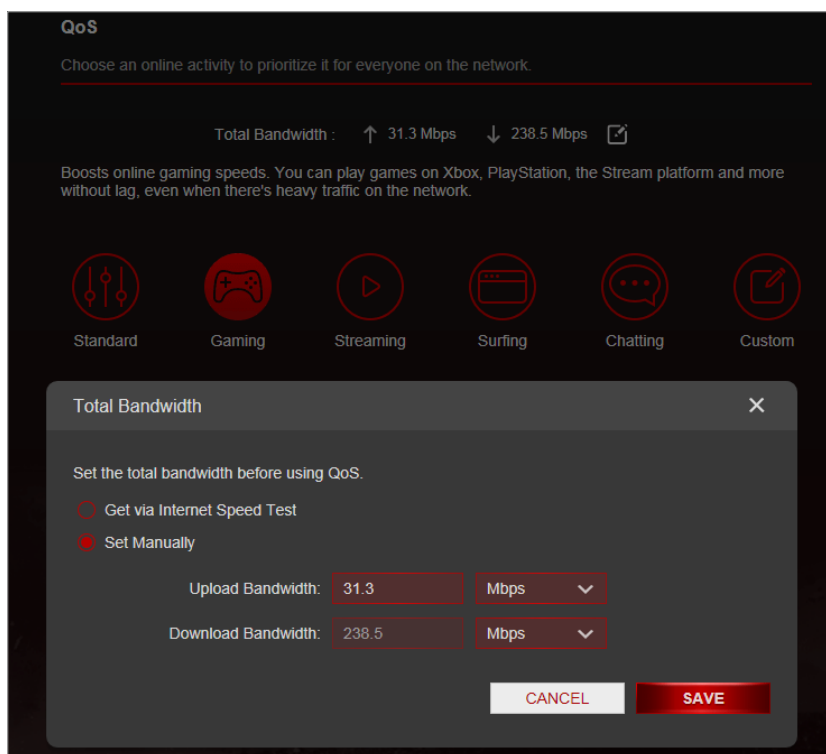 QoS
Choose an online activity to prioritize it for everyone on the network.
Total Bandwidth : 31.3 Mbps 238.5 Mbps
Boosts online gaming speeds. You can play games on Xbox, PlayStation, the Stream platform and more
without lag, even when there's heavy traffic on the network.
Standard Gaming Streaming Surfing Chatting Custom
Total Bandwidth
Set the total bandwidth before using QoS.
Get via Internet Speed Test
Set Manually
Upload Bandwidth: 31.3 Mbps
Download Bandwidth: 238.5 Mbps
CANCEL SAVE